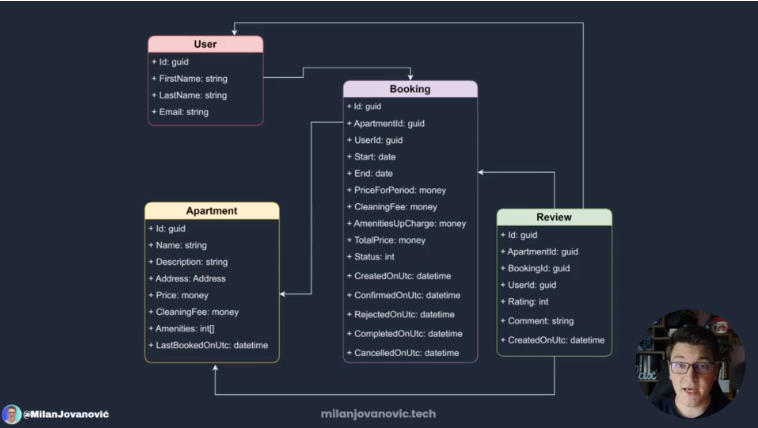 User
+ Id: guid
+ FirstName: string
+ LastName: string
+ Email: string
Booking
+ Id: guid
+ ApartmentId: guid
+ UserId: guid
+ Start: date
+ End: date
+ PriceForPeriod: money
+ CleaningFee: money
+ AmenitiesUpCharge: money
+ TotalPrice: money
+ Status: int
+ CreatedOnUtc: datetime
+ ConfirmedOnUtc: datetime
+ RejectedOnUtc: datetime
+ CompletedOnUtc: datetime
+ CancelledOnUtc: datetime
Apartment
+ Id: guid
+ Name: string
+ Description: string
+ Address: Address
+ Price: money
+ CleaningFee: money
+ Amenities: int[]
+ LastBookedOnUtc: datetime
Review
+ Id: guid
+ ApartmentId: guid
+ BookingId: guid
+ UserId: guid
+ Rating: int
+ Comment: string
+ CreatedOnUtc: datetime
@MilanJovanović
milanjovanovic.tech